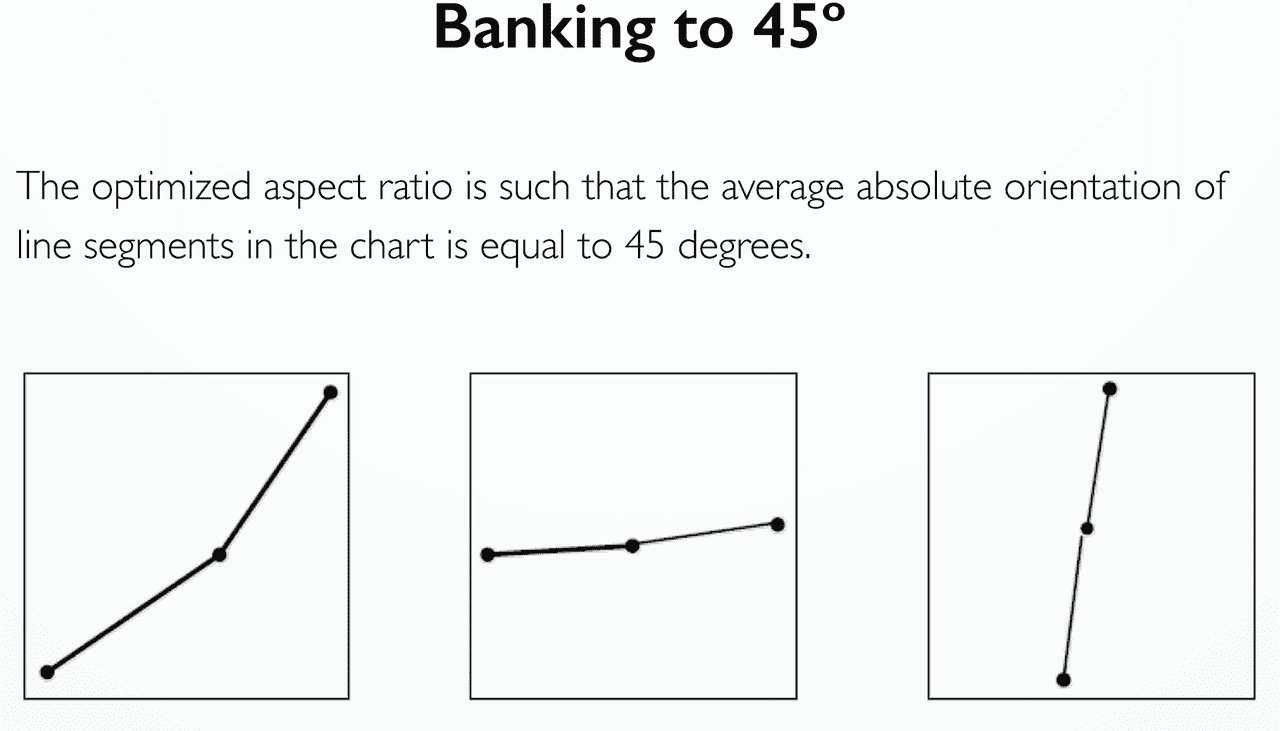 Banking to 45º
The optimized aspect ratio is such that the average absolute orientation of
line segments in the chart is equal to 45 degrees.